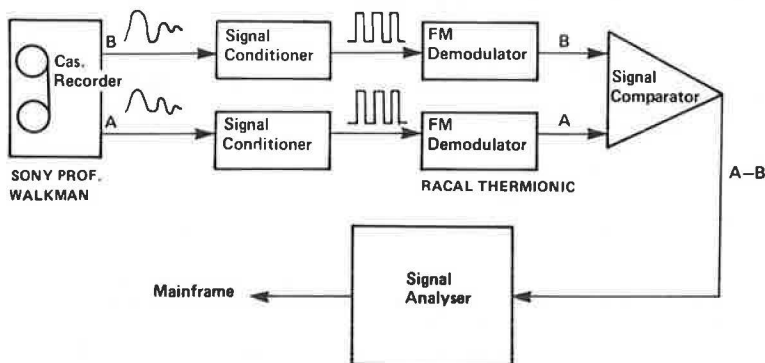 B
Cas.
Recorder
A
SONY PROF.
WALKMAN
Signal
Conditioner
Signal
Conditioner
FM
Demodulator
FM
Demodulator
RACAL THERMIONIC
B
A
Signal
Comparator
A–B
Signal
Analyser
Mainframe